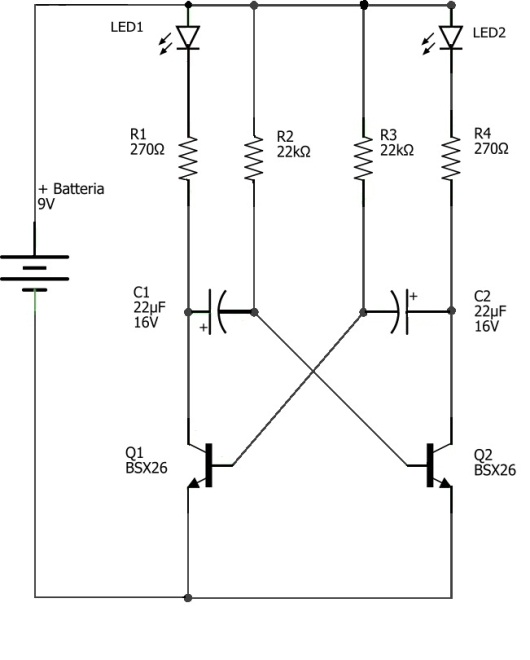 LED1
LED2
R1
270Ω
R2
22kΩ
R3
22kΩ
R4
270Ω
+ Batteria
9V
C1
22µF
16V
+
+
C2
22µF
16V
Q1
BSX26
Q2
BSX26